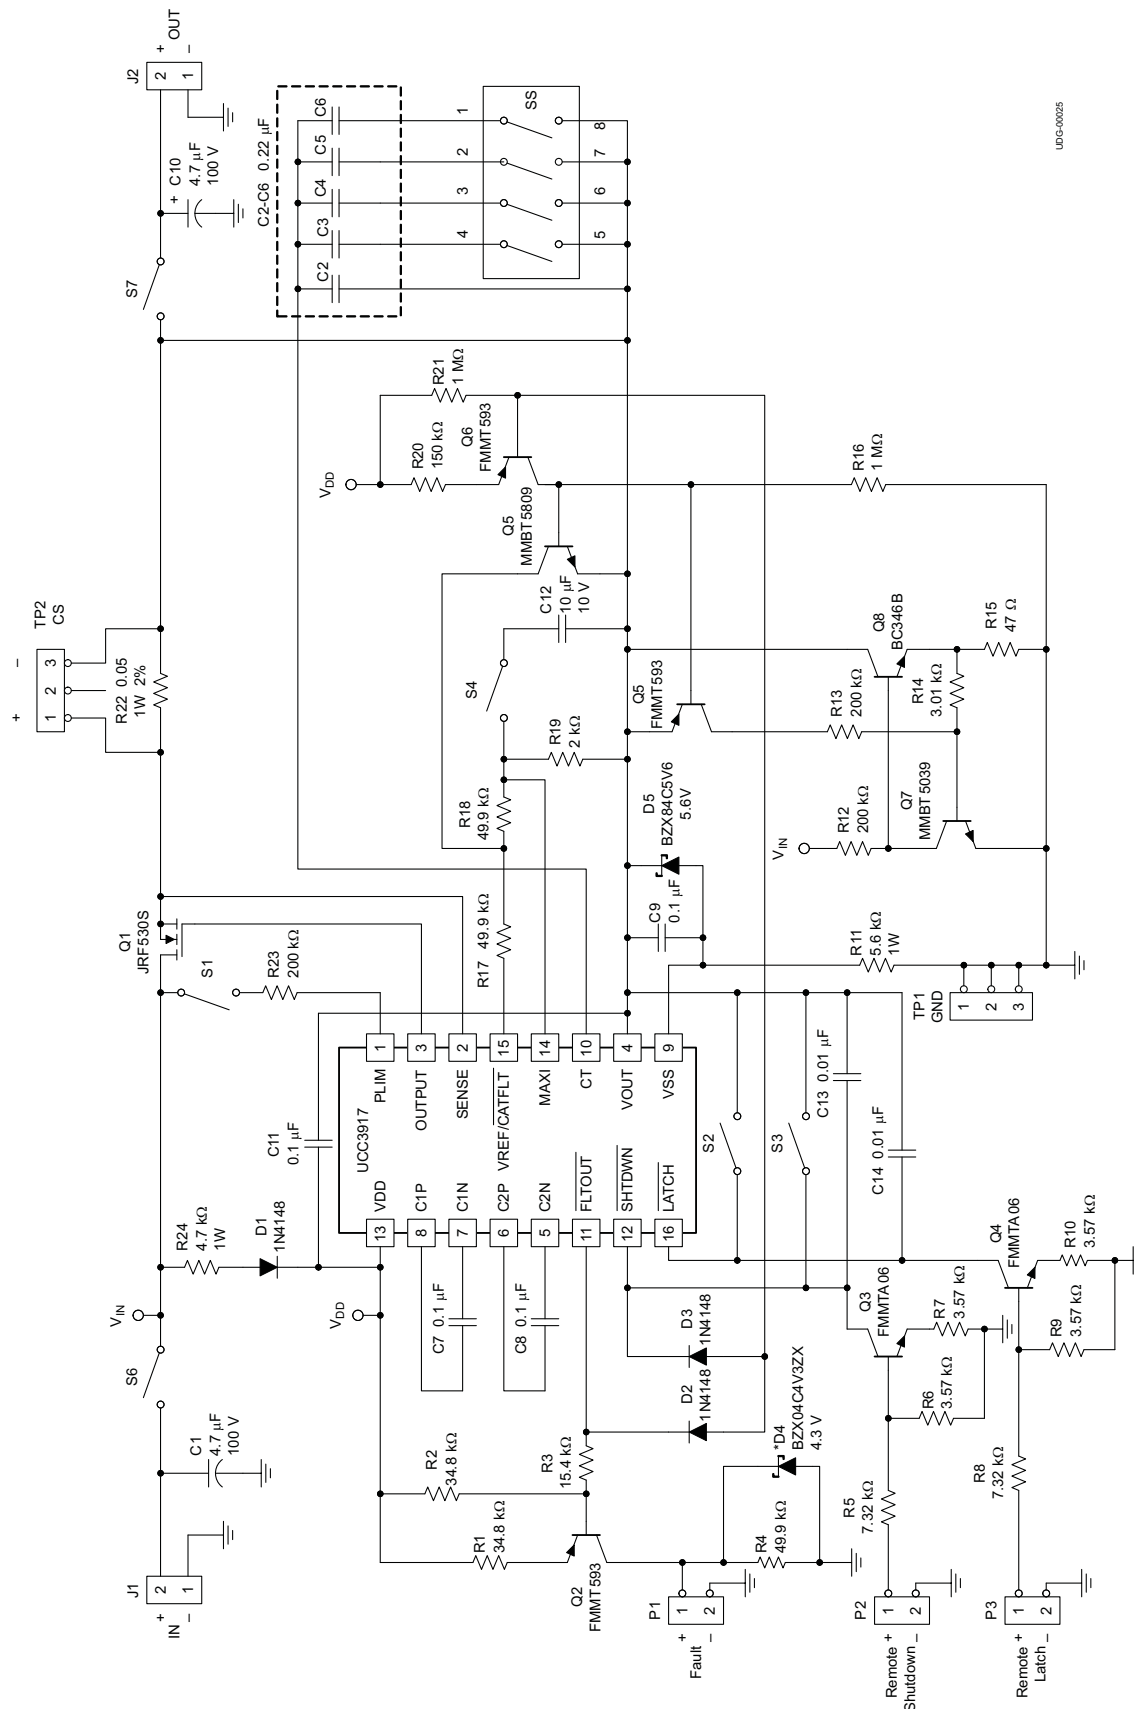 J1
IN
+
–
2
1
C1
4.7 µF
100 V
S6
VIN
R24
4.7 kΩ
1W
D1
1N4148
C11
0.1 µF
S1
R23
200 kΩ
Q1
JRF530S
R22 0.05
1W 2%
TP2
CS
+
–
1
2
3
S7
+
C10
4.7 µF
100 V
J2
2
1
+
OUT
–
C2-C6 0.22 µF
C2
C3
C4
C5
C6
4
3
2
1
SS
5
6
7
8
VDD
UCC3917
13
VDD
8
C1P
7
C1N
6
C2P
5
C2N
11
FLTOUT
12
SHTDWN
16
LATCH
PLIM
1
OUTPUT
3
SENSE
2
VREF/CATFLT
15
MAXI
14
CT
10
VOUT
4
VSS
9
C7 0.1 µF
C8 0.1 µF
R17 49.9 kΩ
R18
49.9 kΩ
R19
2 kΩ
S4
C12
10 µF
10 V
Q5
MMBT5809
VDD
R20
150 kΩ
Q6
FMMT593
R21
1 MΩ
R1
34.8 kΩ
R2
34.8 kΩ
R3
15.4 kΩ
Q2
FMMT593
D2
1N4148
D3
1N4148
*D4
BZX04C4V3ZX
4.3 V
R4
49.9 kΩ
P1
Fault
+
–
1
2
S2
S3
C13 0.01 µF
C14 0.01 µF
C9
0.1 µF
D5
BZX84C5V6
5.6V
R11
5.6 kΩ
1W
TP1
GND
1
2
3
VIN
R12
200 kΩ
Q7
MMBT5039
Q5
FMMT593
R13
200 kΩ
R14
3.01 kΩ
Q8
BC346B
R15
47 Ω
R16
1 MΩ
P2
Remote +
Shutdown –
1
2
R5
7.32 kΩ
R6
3.57 kΩ
Q3
FMMTA06
R7
3.57 kΩ
P3
Remote +
Latch –
1
2
R8
7.32 kΩ
R9
3.57 kΩ
Q4
FMMTA06
R10
3.57 kΩ
UDG-00025